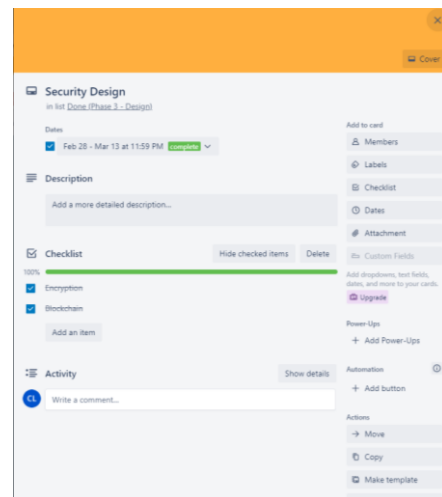 Cover
Security Design
in list Done (Phase 3 - Design)
Dates
Feb 28 - Mar 13 at 11:59 PM complete
Description
Add a more detailed description...
Checklist
Hide checked items
Delete
100%
Encryption
Blockchain
Add an item
Activity
Show details
CL
Write a comment...
Add to card
Members
Labels
Checklist
Dates
Attachment
Custom Fields
Add dropdowns, text fields,
dates, and more to your cards.
Upgrade
Power-Ups
+ Add Power-Ups
Automation
+ Add button
Actions
Move
Copy
Make template